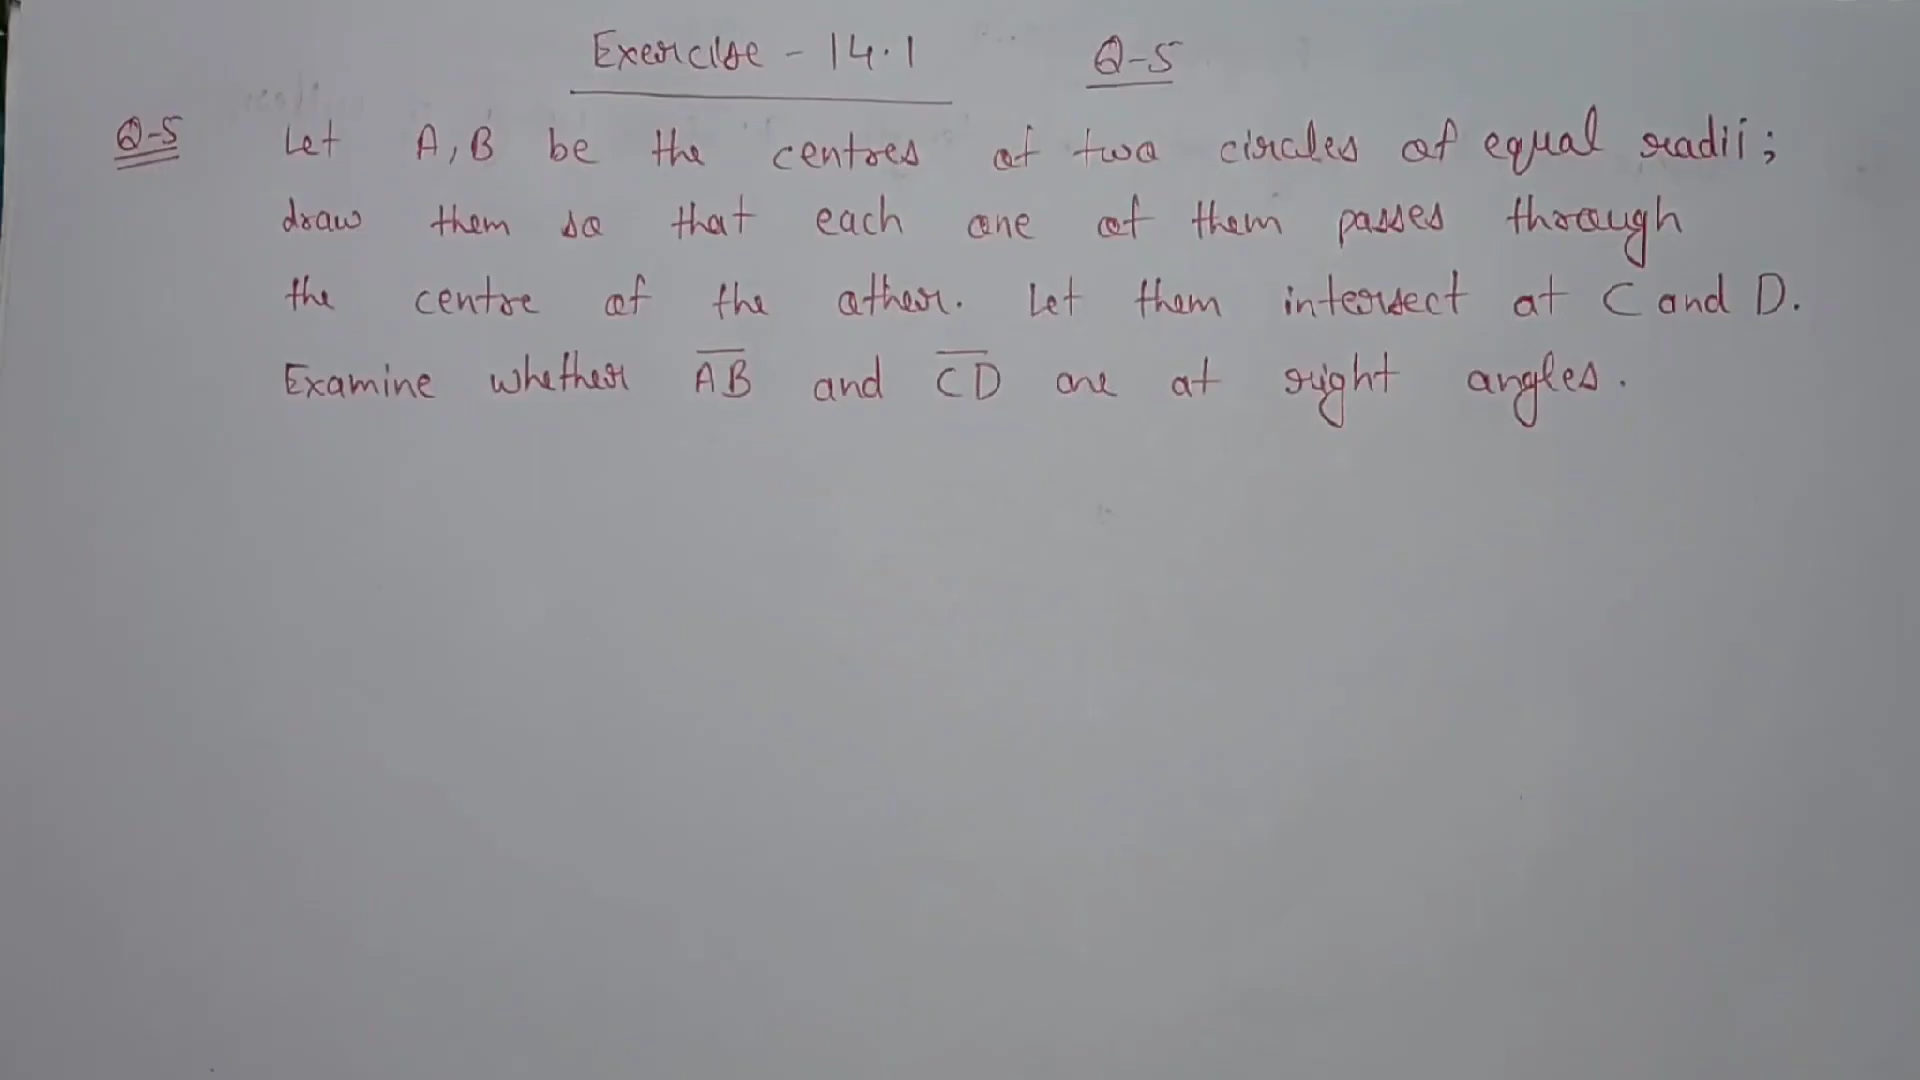 Exercise - 14.1 Q-5
Q-5 Let A, B be the centres of two circles of equal radii;
draw them so that each one of them passes through
the centre of the other. Let them intersect at C and D.
Examine whether A̅B̅ and C̅D̅ are at right angles.